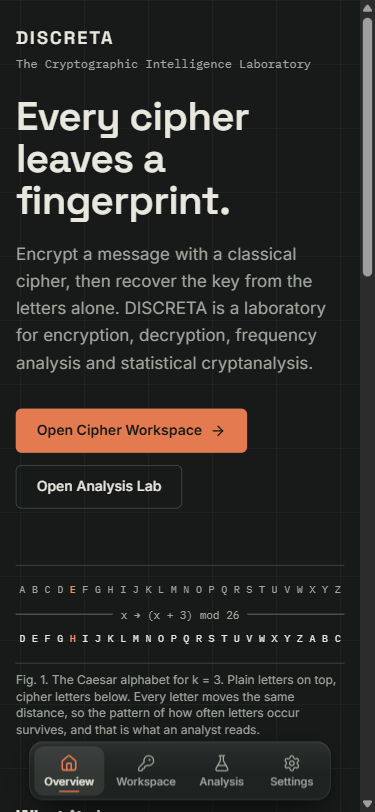 DISCRETA
The Cryptographic Intelligence Laboratory
Every cipher
leaves a
fingerprint.
Encrypt a message with a classical
cipher, then recover the key from the
letters alone. DISCRETA is a laboratory
for encryption, decryption, frequency
analysis and statistical cryptanalysis.
Open Cipher Workspace →
Open Analysis Lab
A B C D E F G H I J K L M N O P Q R S T U V W X Y Z
x → (x + 3) mod 26
D E F G H I J K L M N O P Q R S T U V W X Y Z A B C
Fig. 1. The Caesar alphabet for k = 3. Plain letters on top,
cipher letters below. Every letter moves the same
distance, so the pattern of how often letters occur
survives, and that is what an analyst reads.
Overview Workspace Analysis Settings